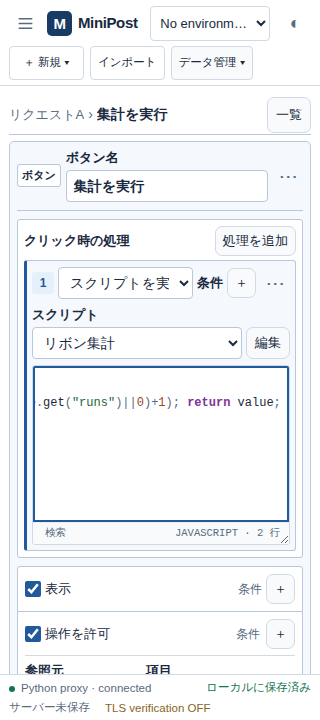 M MiniPost No environm…
＋ 新規 ▾ インポート データ管理 ▾
リクエストA › 集計を実行 一覧
ボタン ボタン名
集計を実行 ···
クリック時の処理 処理を追加
1 スクリプトを実 条件 ＋ ···
スクリプト
リボン集計 編集
.get("runs")||0)+1); return value;
検索 JAVASCRIPT · 2 行
表示 条件 ＋
操作を許可 条件 ＋
参照元 項目
Python proxy · connected ローカルに保存済み
サーバー未保存 TLS verification OFF